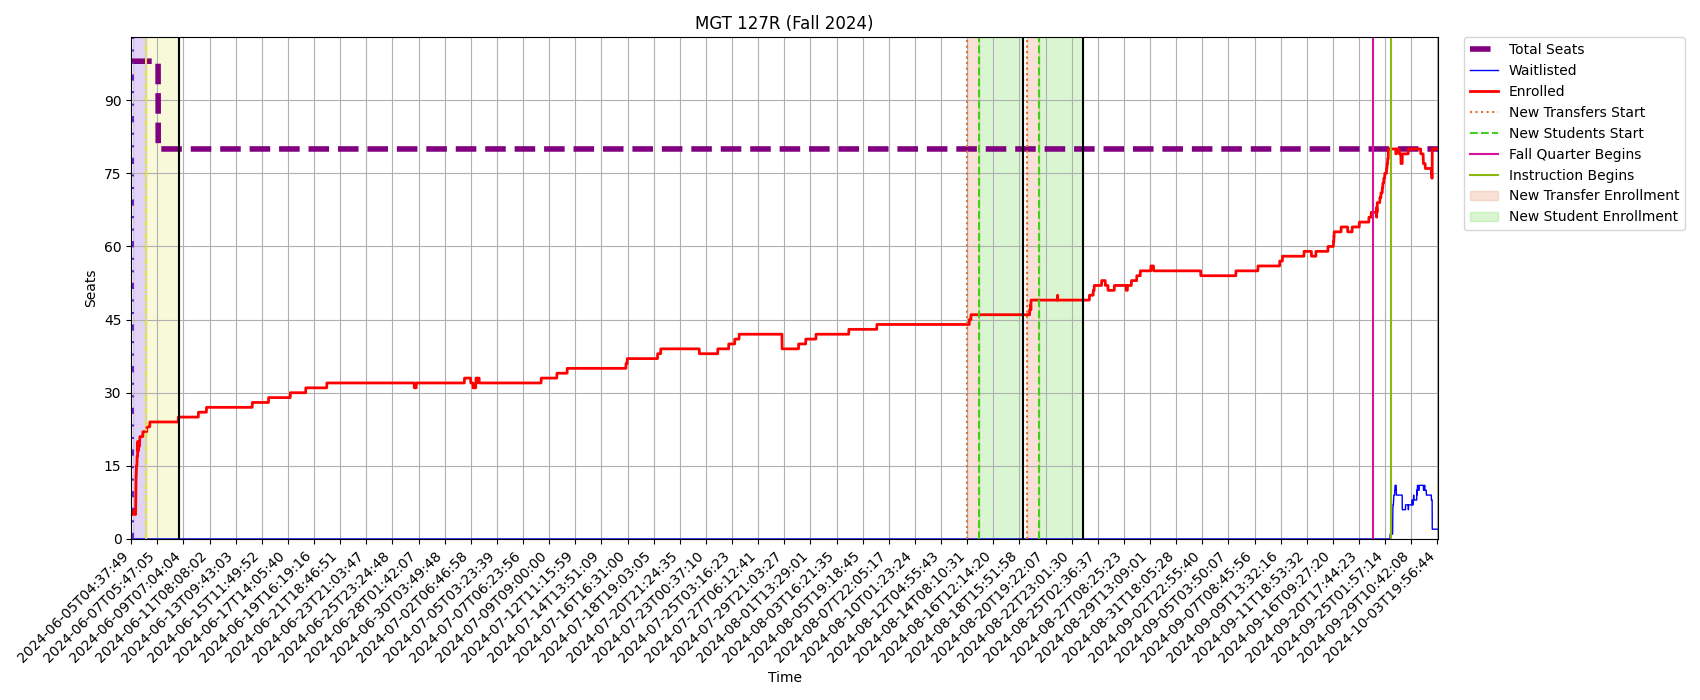 MGT 127R (Fall 2024)
Total Seats
Waitlisted
Enrolled
New Transfers Start
New Students Start
Fall Quarter Begins
Instruction Begins
New Transfer Enrollment
New Student Enrollment
Seats
90
75
60
45
30
15
0
2024-06-05T04:37:49
2024-06-07T05:47:05
2024-06-09T07:04:04
2024-06-11T08:08:02
2024-06-13T09:43:03
2024-06-15T11:49:52
2024-06-17T14:05:40
2024-06-19T16:19:16
2024-06-21T18:46:51
2024-06-23T21:03:47
2024-06-25T23:24:48
2024-06-28T01:42:07
2024-06-30T03:49:48
2024-07-02T06:46:58
2024-07-05T03:23:39
2024-07-07T06:23:56
2024-07-09T09:00:00
2024-07-12T11:15:59
2024-07-14T13:51:09
2024-07-16T16:31:00
2024-07-18T19:03:05
2024-07-20T21:24:35
2024-07-23T00:37:10
2024-07-25T03:16:23
2024-07-27T06:12:41
2024-07-29T21:03:27
2024-08-01T13:29:01
2024-08-03T16:21:35
2024-08-05T19:18:45
2024-08-07T22:05:17
2024-08-10T01:23:24
2024-08-12T04:55:43
2024-08-14T08:10:31
2024-08-16T12:14:20
2024-08-18T15:51:58
2024-08-20T19:22:07
2024-08-22T23:01:30
2024-08-25T02:36:37
2024-08-27T08:25:23
2024-08-29T13:09:01
2024-08-31T18:05:28
2024-09-02T22:55:40
2024-09-05T03:50:07
2024-09-07T08:45:56
2024-09-09T13:32:16
2024-09-11T18:53:32
2024-09-16T09:27:20
2024-09-20T17:44:23
2024-09-25T01:57:14
2024-09-29T10:42:08
2024-10-03T19:56:44
Time